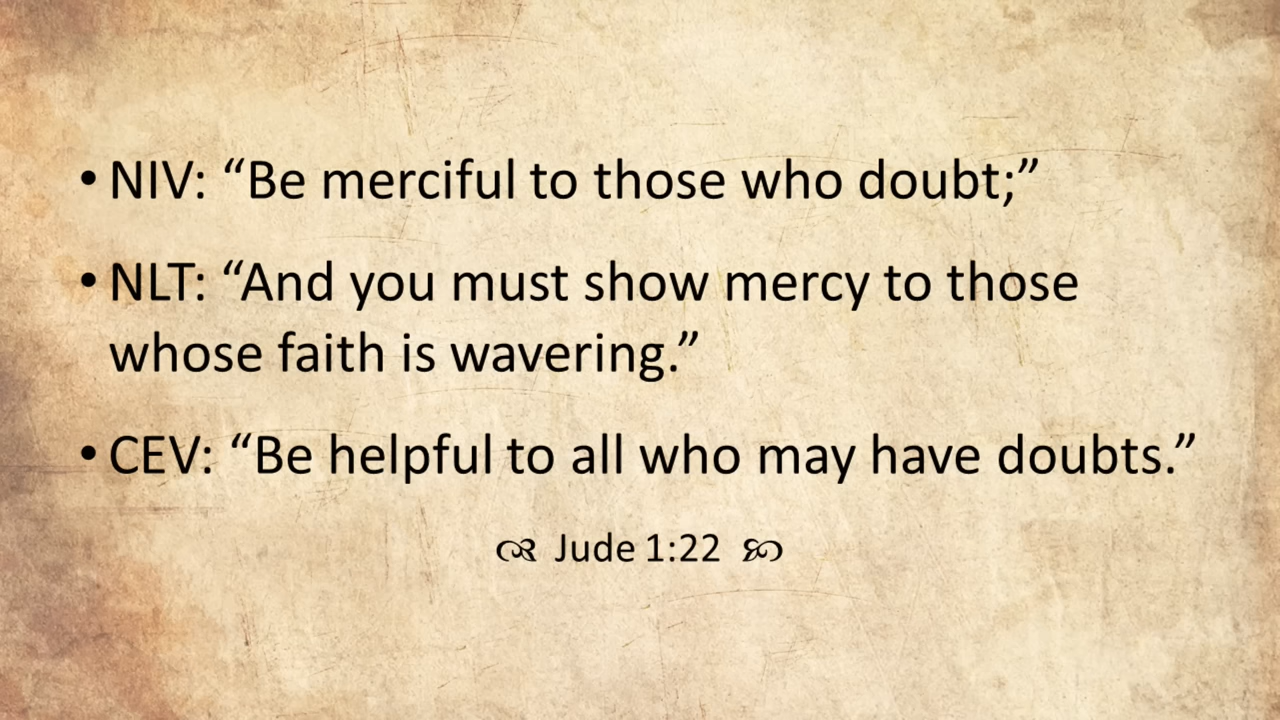 • NIV: “Be merciful to those who doubt;”
• NLT: “And you must show mercy to those
whose faith is wavering.”
• CEV: “Be helpful to all who may have doubts.”
Jude 1:22